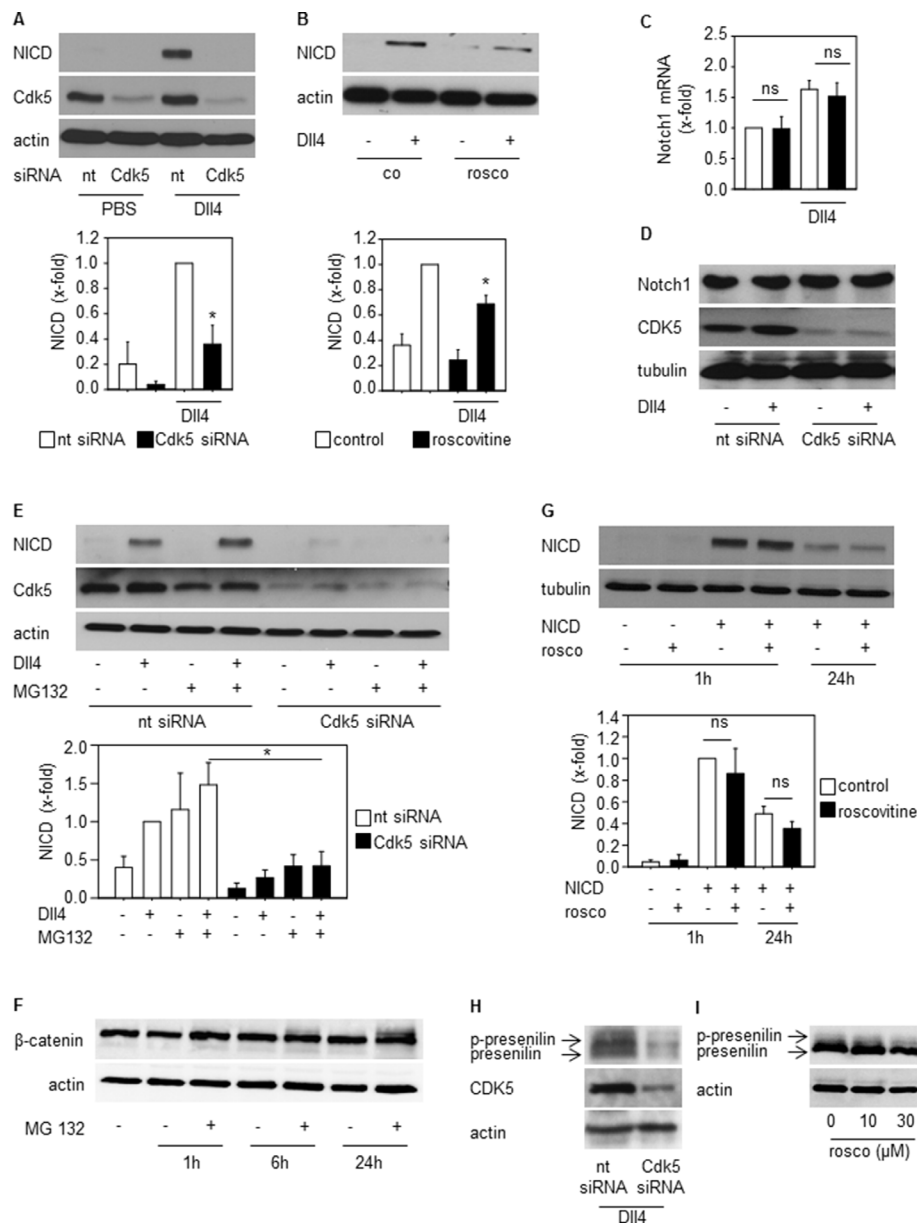 A
NICD
Cdk5
actin
siRNA nt Cdk5 nt Cdk5
PBS Dll4
1.2
1.0
0.8
0.6
0.4
0.2
0.0
NICD (x-fold)
*
Dll4
nt siRNA Cdk5 siRNA
B
NICD
actin
Dll4 - + - +
co rosco
1.2
1.0
0.8
0.6
0.4
0.2
0.0
NICD (x-fold)
*
Dll4
control roscovitine
C
2.5
2.0
1.5
1.0
0.5
0.0
Notch1 mRNA
(x-fold)
ns ns
Dll4
D
Notch1
CDK5
tubulin
Dll4 - + - +
nt siRNA Cdk5 siRNA
E
NICD
Cdk5
actin
Dll4 - + - + - + - +
MG132 - - + + - - + +
nt siRNA Cdk5 siRNA
2.0
1.5
1.0
0.5
0.0
NICD (x-fold)
*
nt siRNA
Cdk5 siRNA
Dll4 - + - + - + - +
MG132 - - + + - - + +
G
NICD
tubulin
NICD - - + + + +
rosco - + - + - +
1h 24h
1.4
1.2
1.0
0.8
0.6
0.4
0.2
0.0
NICD (x-fold)
ns
ns
control
roscovitine
NICD - - + + + +
rosco - + - + - +
1h 24h
F
β-catenin
actin
MG 132 - - + - + - +
1h 6h 24h
H
p-presenilin
presenilin
CDK5
actin
nt Cdk5
siRNA siRNA
Dll4
I
p-presenilin
presenilin
actin
0 10 30
rosco (µM)